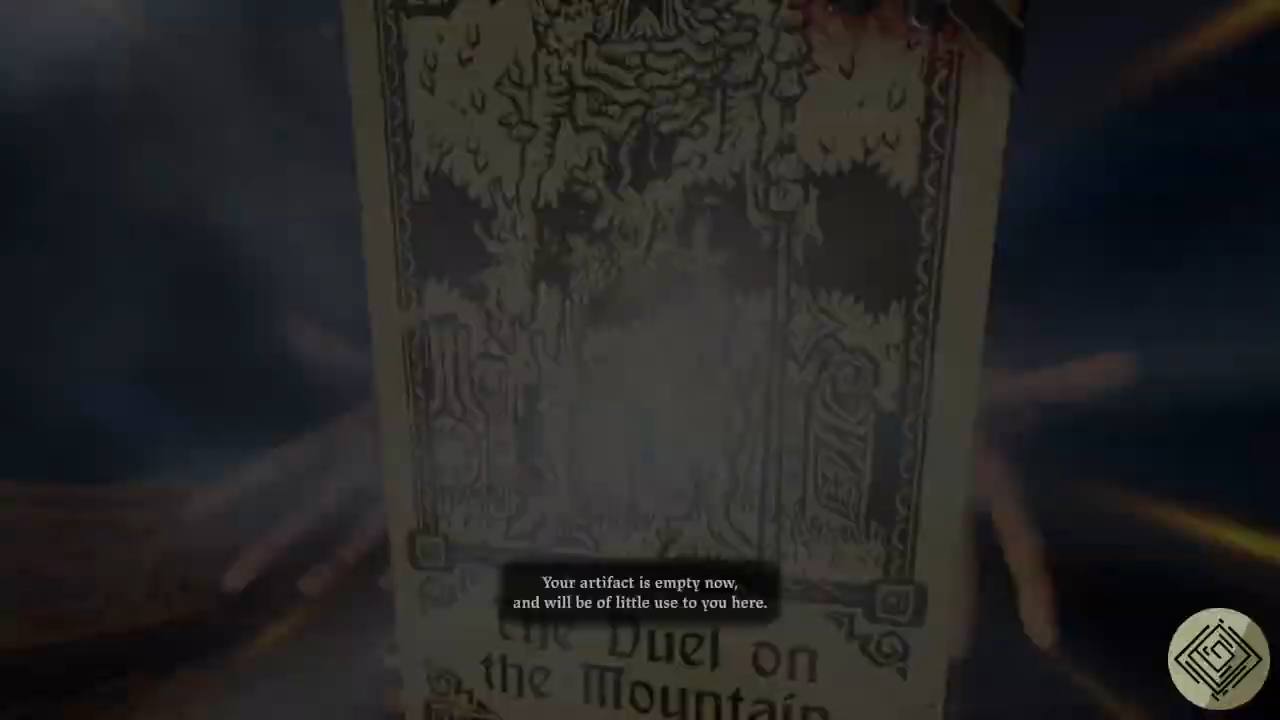 Your artifact is empty now,
and will be of little use to you here.
the Duel on
the Mountain